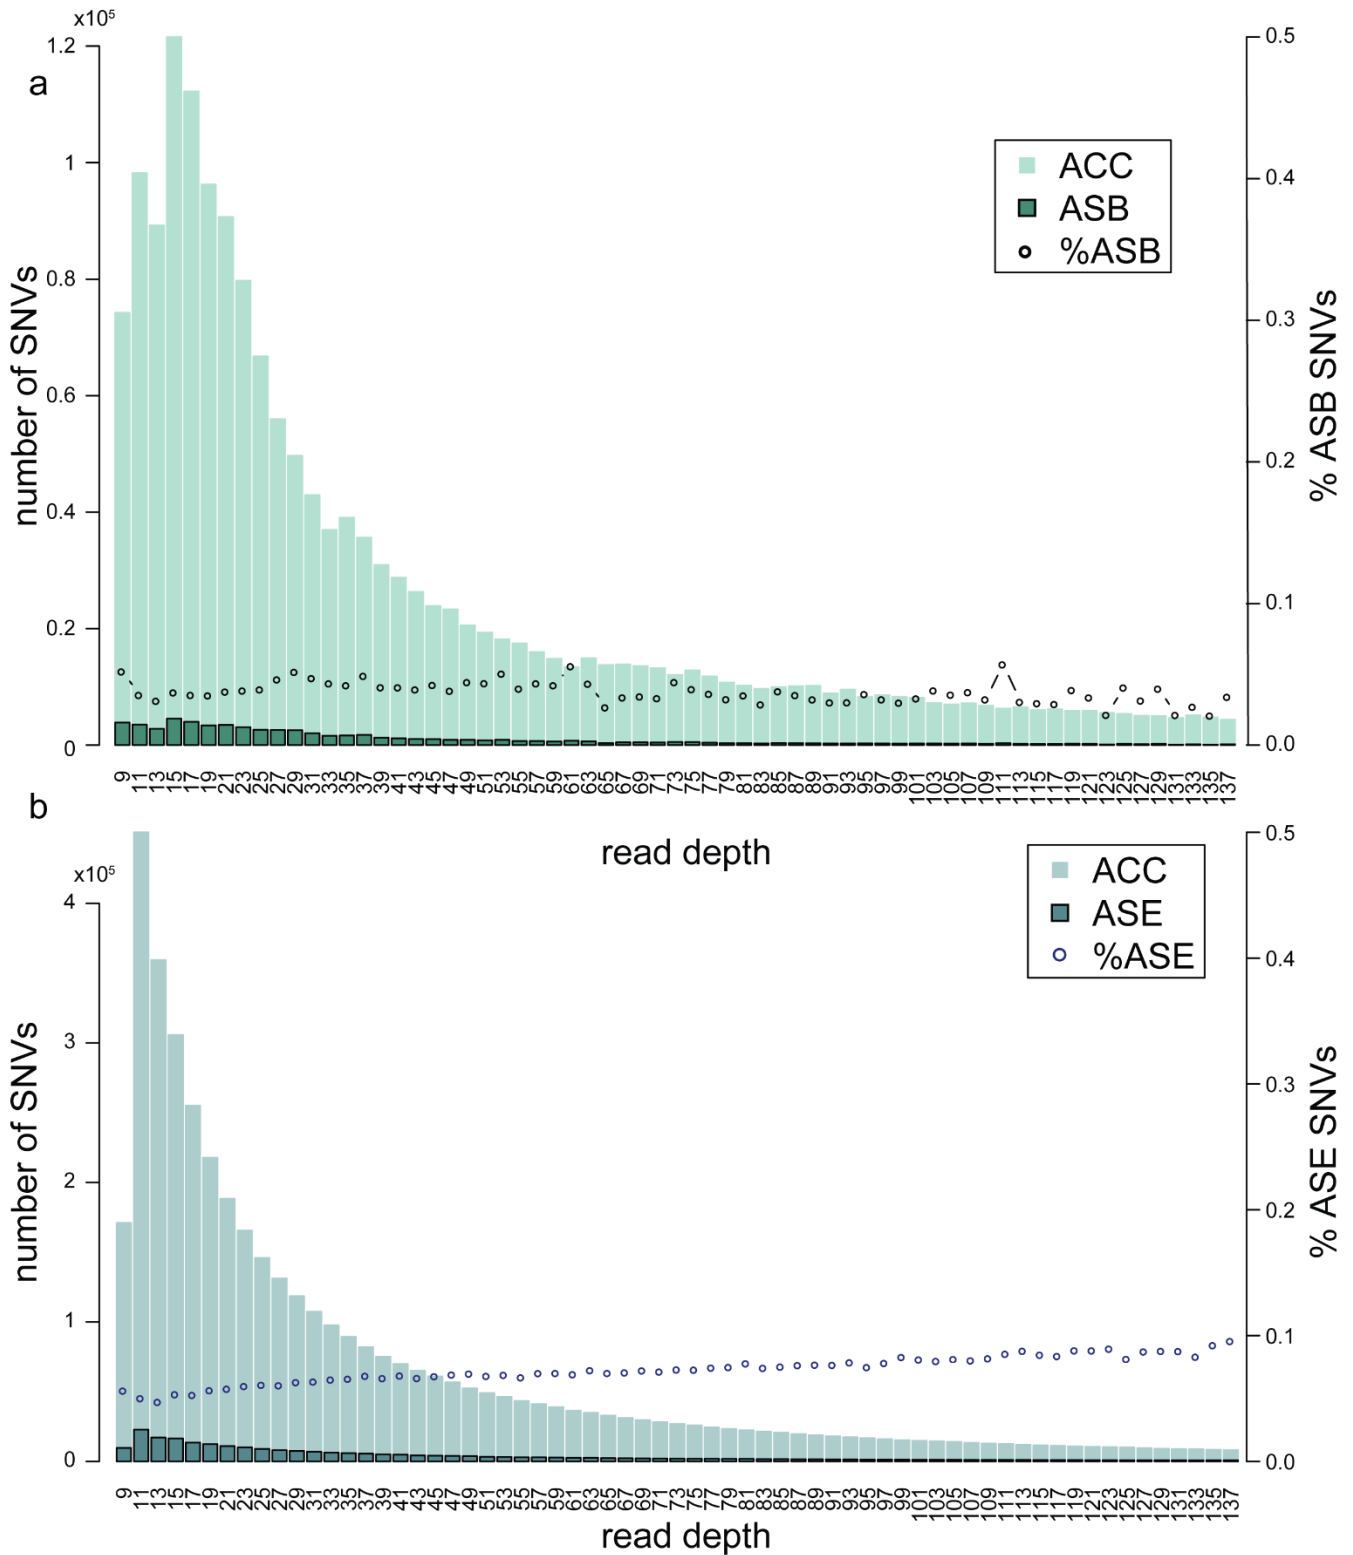 x10⁵
a
1.2
1
0.8
0.6
0.4
0.2
0
number of SNVs
0.5
0.4
0.3
0.2
0.1
0.0
% ASB SNVs
ACC
ASB
%ASB
9 11 13 15 17 19 21 23 25 27 29 31 33 35 37 39 41 43 45 47 49 51 53 55 57 59 61 63 65 67 69 71 73 75 77 79 81 83 85 87 89 91 93 95 97 99 101 103 105 107 109 111 113 115 117 119 121 123 125 127 129 131 133 135 137
read depth
b
x10⁵
4
3
2
1
0
number of SNVs
0.5
0.4
0.3
0.2
0.1
0.0
% ASE SNVs
ACC
ASE
%ASE
9 11 13 15 17 19 21 23 25 27 29 31 33 35 37 39 41 43 45 47 49 51 53 55 57 59 61 63 65 67 69 71 73 75 77 79 81 83 85 87 89 91 93 95 97 99 101 103 105 107 109 111 113 115 117 119 121 123 125 127 129 131 133 135 137
read depth